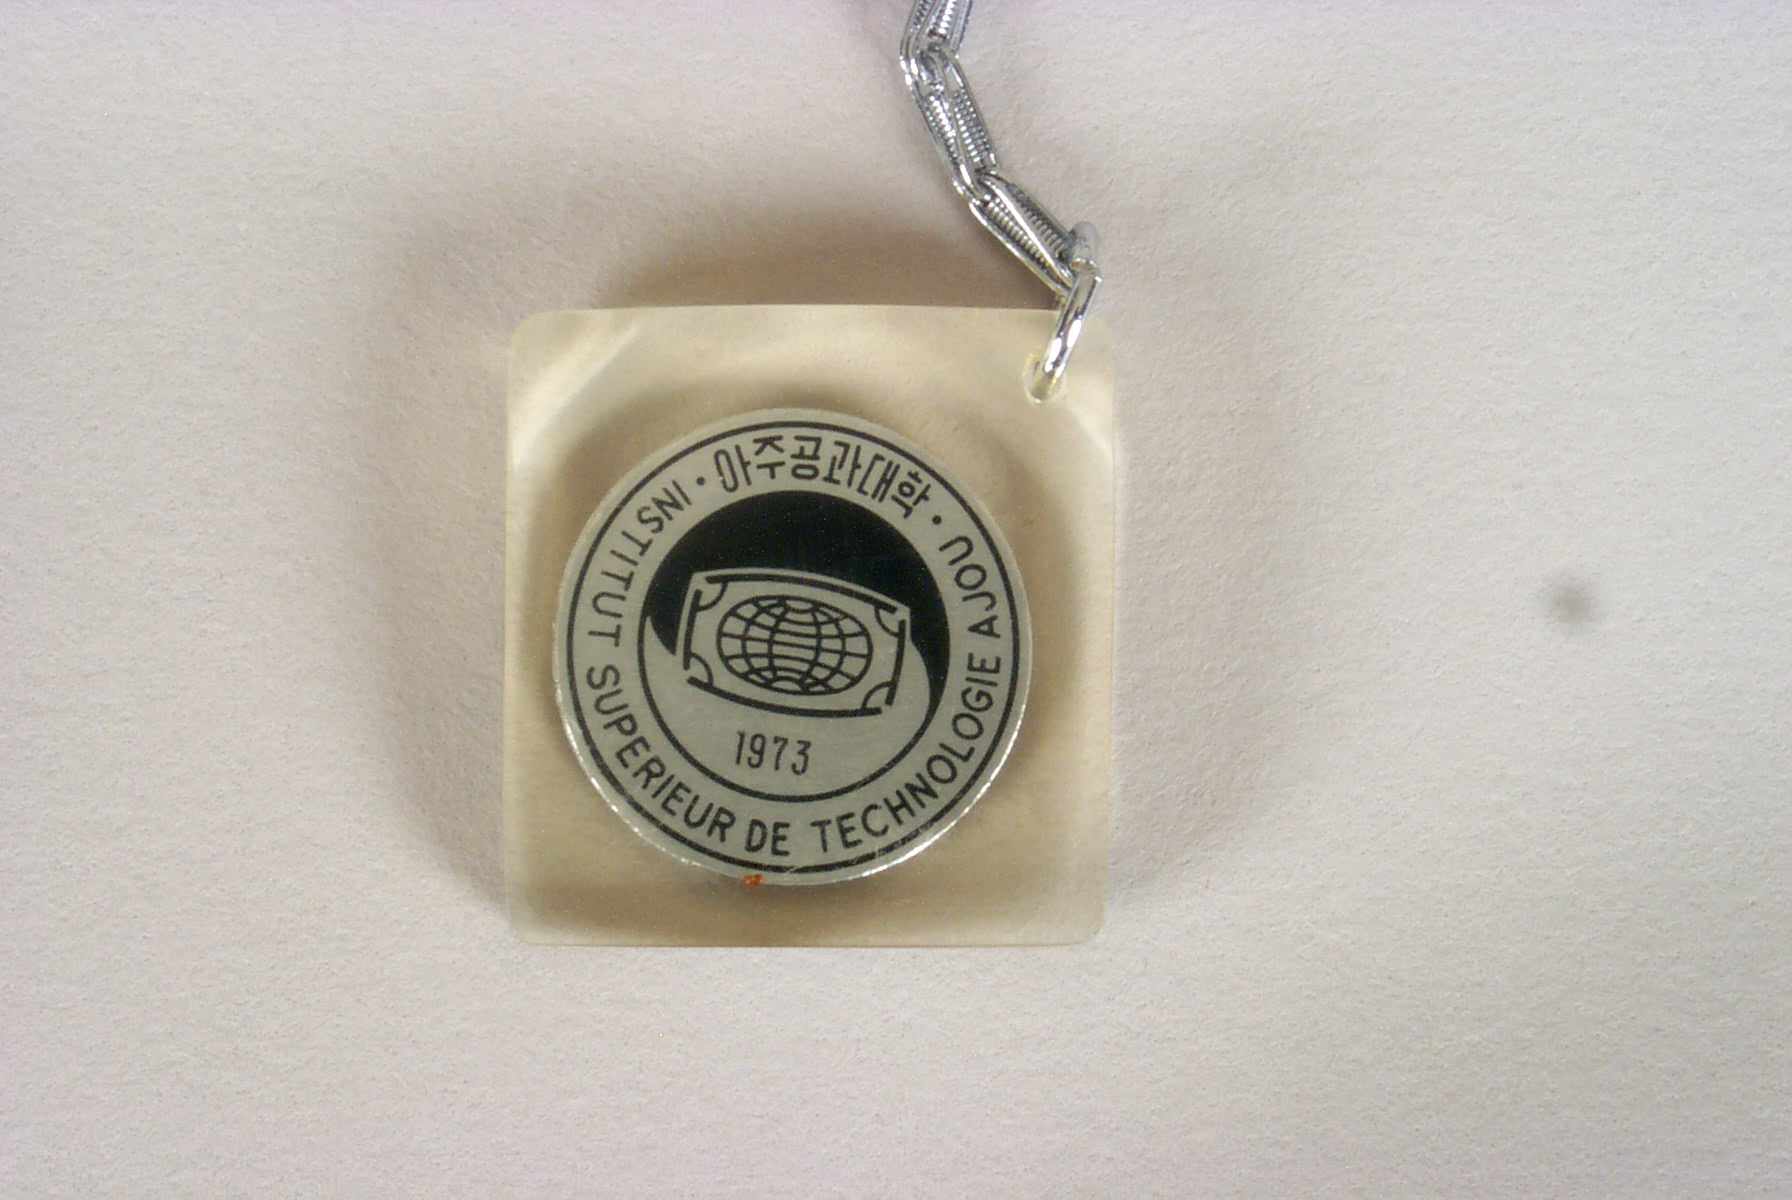 아주공과대학
INSTITUT SUPERIEUR DE TECHNOLOGIE AJOU
1973